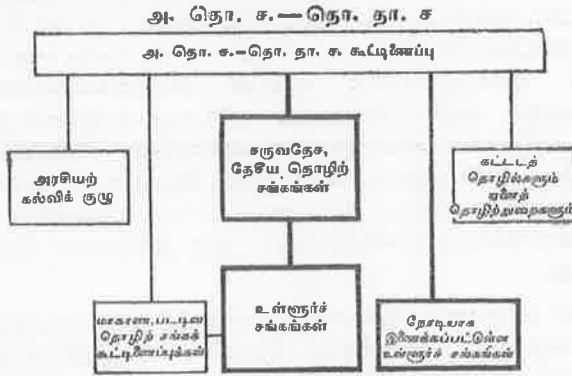 அ. தொ. ச.—தொ. தா. ச
அ. தொ. ச.–தொ. தா. ச. கூட்டிணைப்பு
அரசியற்
கல்விக் குழு
சருவதேச,
தேசீய தொழிற்
சங்கங்கள்
கட்டடத்
தொழில்களும்
ஏனைத்
தொழிற்றுறைகளும்
மாகாண, பட்டின
தொழிற் சங்கக்
கூட்டிணைப்புக்கள்
உள்ளூர்ச்
சங்கங்கள்
நேரடியாக
இணைக்கப்பட்டுள்ள
உள்ளூர்ச் சங்கங்கள்